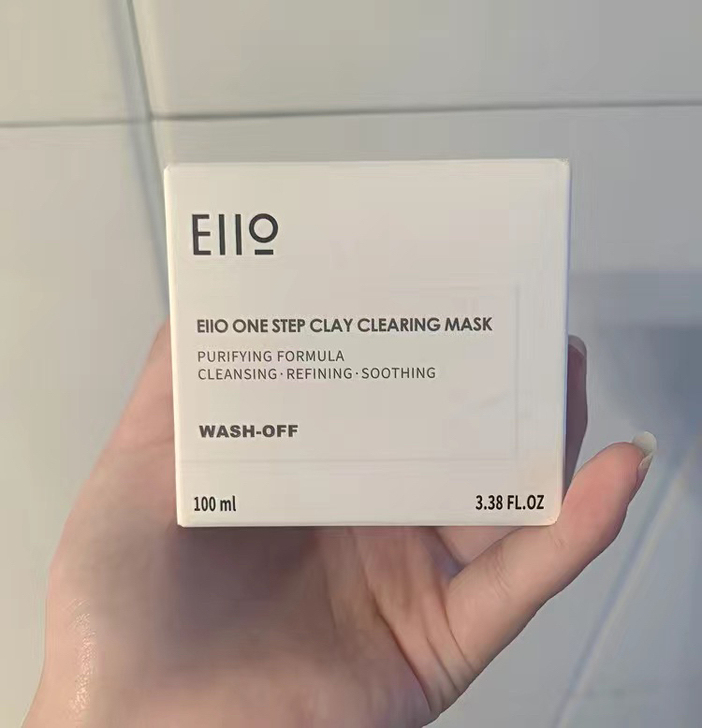 EIIO
EIIO ONE STEP CLAY CLEARING MASK
PURIFYING FORMULA
CLEANSING·REFINING·SOOTHING
WASH-OFF
100 ml 3.38 FL.OZ